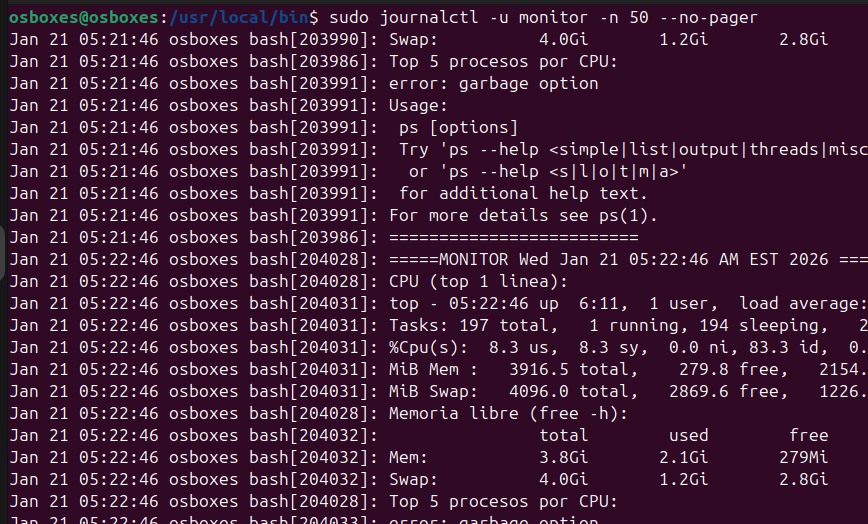 osboxes@osboxes:/usr/local/bin$ sudo journalctl -u monitor -n 50 --no-pager
Jan 21 05:21:46 osboxes bash[203990]: Swap:          4.0Gi       1.2Gi       2.8Gi
Jan 21 05:21:46 osboxes bash[203986]: Top 5 procesos por CPU:
Jan 21 05:21:46 osboxes bash[203991]: error: garbage option
Jan 21 05:21:46 osboxes bash[203991]: Usage:
Jan 21 05:21:46 osboxes bash[203991]:  ps [options]
Jan 21 05:21:46 osboxes bash[203991]:  Try 'ps --help <simple|list|output|threads|misc
Jan 21 05:21:46 osboxes bash[203991]:   or 'ps --help <s|l|o|t|m|a>'
Jan 21 05:21:46 osboxes bash[203991]:  for additional help text.
Jan 21 05:21:46 osboxes bash[203991]: For more details see ps(1).
Jan 21 05:21:46 osboxes bash[203986]: =========================
Jan 21 05:22:46 osboxes bash[204028]: =====MONITOR Wed Jan 21 05:22:46 AM EST 2026 ===
Jan 21 05:22:46 osboxes bash[204028]: CPU (top 1 linea):
Jan 21 05:22:46 osboxes bash[204031]: top - 05:22:46 up  6:11,  1 user,  load average:
Jan 21 05:22:46 osboxes bash[204031]: Tasks: 197 total,   1 running, 194 sleeping,   2
Jan 21 05:22:46 osboxes bash[204031]: %Cpu(s):  8.3 us,  8.3 sy,  0.0 ni, 83.3 id,  0.
Jan 21 05:22:46 osboxes bash[204031]: MiB Mem :   3916.5 total,    279.8 free,   2154.
Jan 21 05:22:46 osboxes bash[204031]: MiB Swap:   4096.0 total,   2869.6 free,   1226.
Jan 21 05:22:46 osboxes bash[204028]: Memoria libre (free -h):
Jan 21 05:22:46 osboxes bash[204032]:                total        used        free
Jan 21 05:22:46 osboxes bash[204032]: Mem:           3.8Gi       2.1Gi       279Mi
Jan 21 05:22:46 osboxes bash[204032]: Swap:          4.0Gi       1.2Gi       2.8Gi
Jan 21 05:22:46 osboxes bash[204028]: Top 5 procesos por CPU:
Jan 21 05:22:46 osboxes bash[204033]: error: garbage option